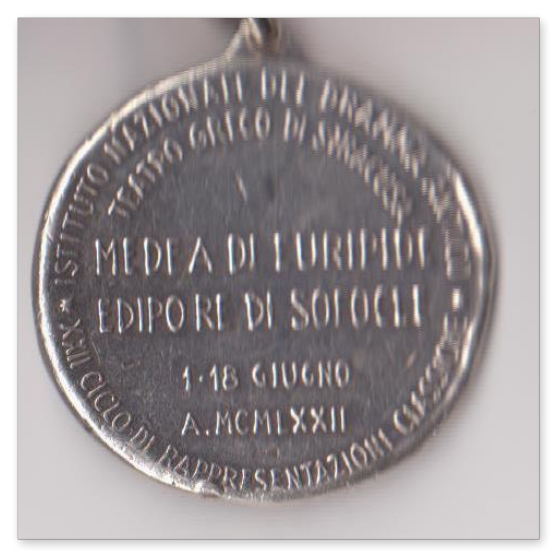 ISTITUTO NAZIONALE DEL DRAMMA ANTICO
TEATRO GRECO DI SIRACUSA
MEDEA DI EURIPIDE
EDIPO RE DI SOFOCLE
1-18 GIUGNO
A. MCMLXXII
★ XXII CICLO DI RAPPRESENTAZIONI CLASSICHE